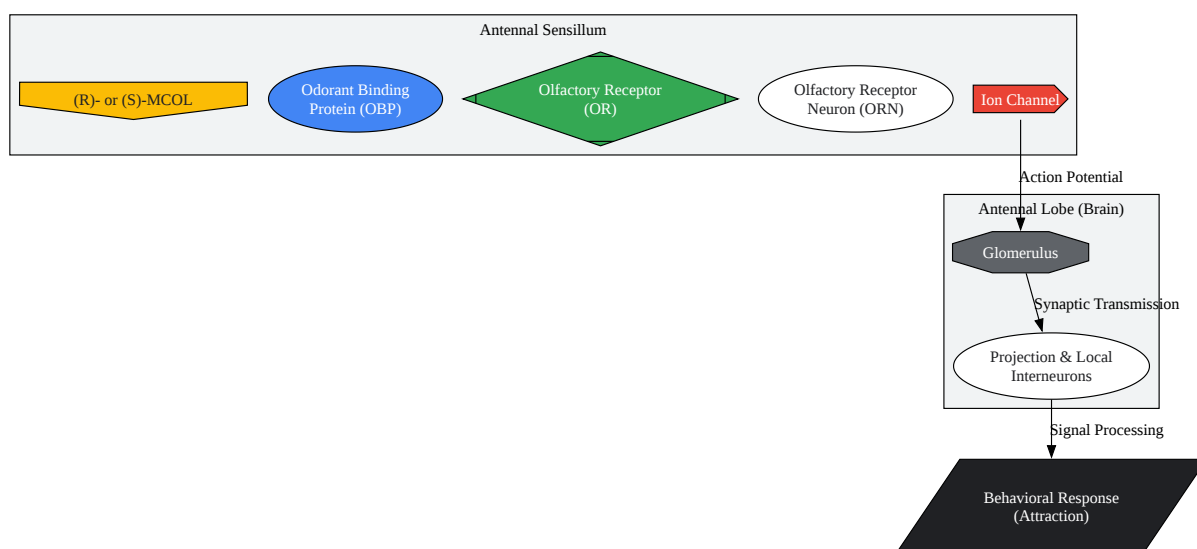 Antennal Sensillum
(R)- or (S)-MCOL
Odorant Binding
Protein (OBP)
Olfactory Receptor
(OR)
Olfactory Receptor
Neuron (ORN)
Ion Channel
Action Potential
Antennal Lobe (Brain)
Glomerulus
Synaptic Transmission
Projection & Local
Interneurons
Signal Processing
Behavioral Response
(Attraction)